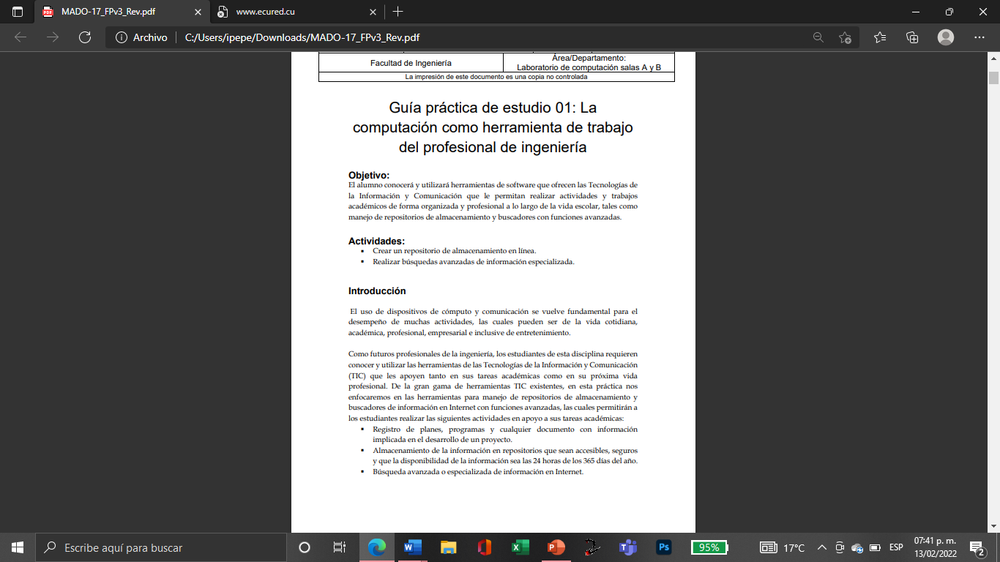 MADO-17_FPv3_Rev.pdf
www.ecured.cu
Archivo
C:/Users/ipepe/Downloads/MADO-17_FPv3_Rev.pdf
Facultad de Ingeniería
Área/Departamento:
Laboratorio de computación salas A y B
La impresión de este documento es una copia no controlada
Guía práctica de estudio 01: La
computación como herramienta de trabajo
del profesional de ingeniería
Objetivo:
El alumno conocerá y utilizará herramientas de software que ofrecen las Tecnologías de
la Información y Comunicación que le permitan realizar actividades y trabajos
académicos de forma organizada y profesional a lo largo de la vida escolar, tales como
manejo de repositorios de almacenamiento y buscadores con funciones avanzadas.
Actividades:
▪ Crear un repositorio de almacenamiento en línea.
▪ Realizar búsquedas avanzadas de información especializada.
Introducción
El uso de dispositivos de cómputo y comunicación se vuelve fundamental para el
desempeño de muchas actividades, las cuales pueden ser de la vida cotidiana,
académica, profesional, empresarial e inclusive de entretenimiento.
Como futuros profesionales de la ingeniería, los estudiantes de esta disciplina requieren
conocer y utilizar las herramientas de las Tecnologías de la Información y Comunicación
(TIC) que les apoyen tanto en sus tareas académicas como en su próxima vida
profesional. De la gran gama de herramientas TIC existentes, en esta práctica nos
enfocaremos en las herramientas para manejo de repositorios de almacenamiento y
buscadores de información en Internet con funciones avanzadas, las cuales permitirán a
los estudiantes realizar las siguientes actividades en apoyo a sus tareas académicas:
▪ Registro de planes, programas y cualquier documento con información
implicada en el desarrollo de un proyecto.
▪ Almacenamiento de la información en repositorios que sean accesibles, seguros
y que la disponibilidad de la información sea las 24 horas de los 365 días del año.
▪ Búsqueda avanzada o especializada de información en Internet.
Escribe aquí para buscar
95%
17°C
ESP
07:41 p. m.
13/02/2022
2